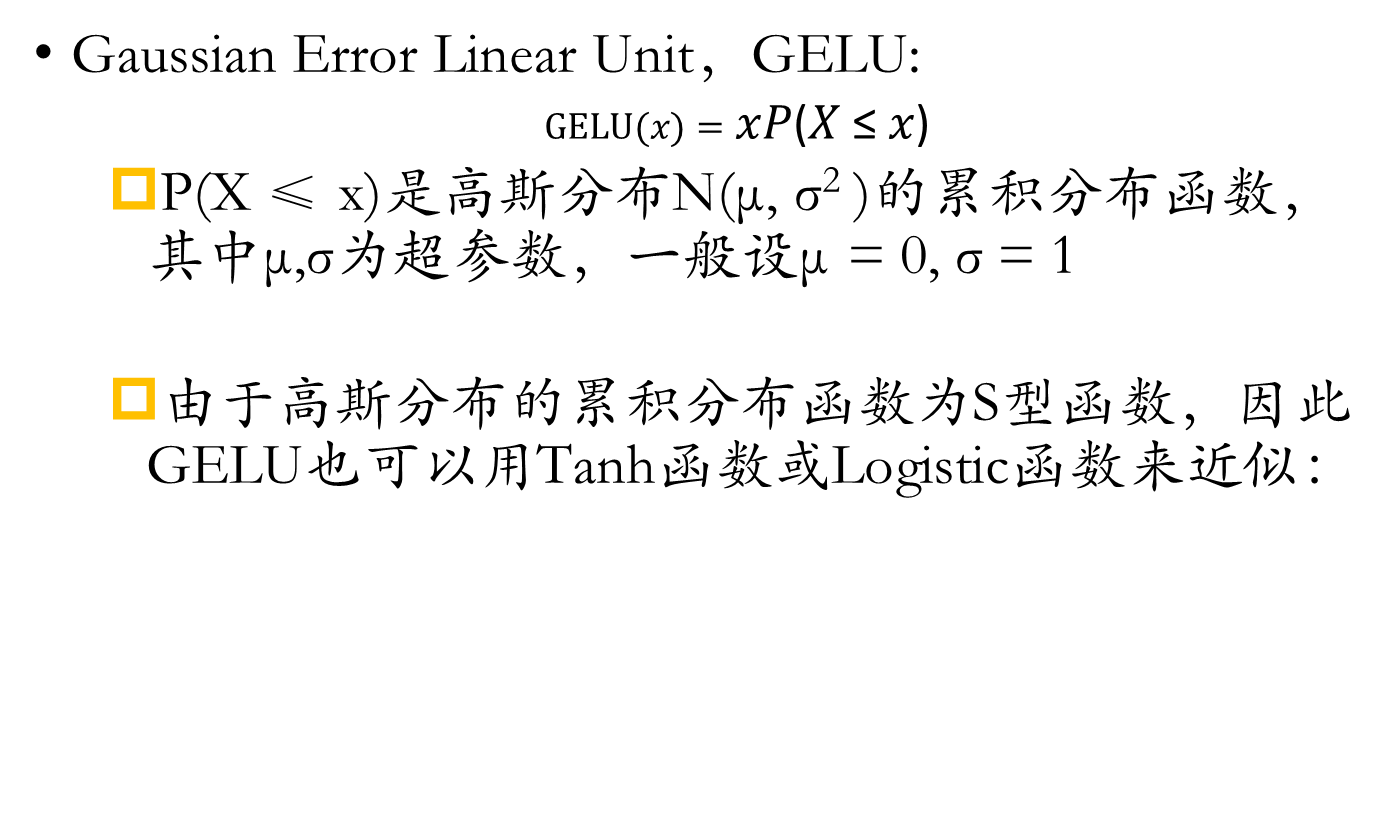 • Gaussian Error Linear Unit，GELU:
GELU(x) = xP(X ≤ x)
P(X ⩽ x)是高斯分布N(μ, σ² )的累积分布函数，
其中μ,σ为超参数，一般设μ = 0, σ = 1
由于高斯分布的累积分布函数为S型函数，因此
GELU也可以用Tanh函数或Logistic函数来近似：